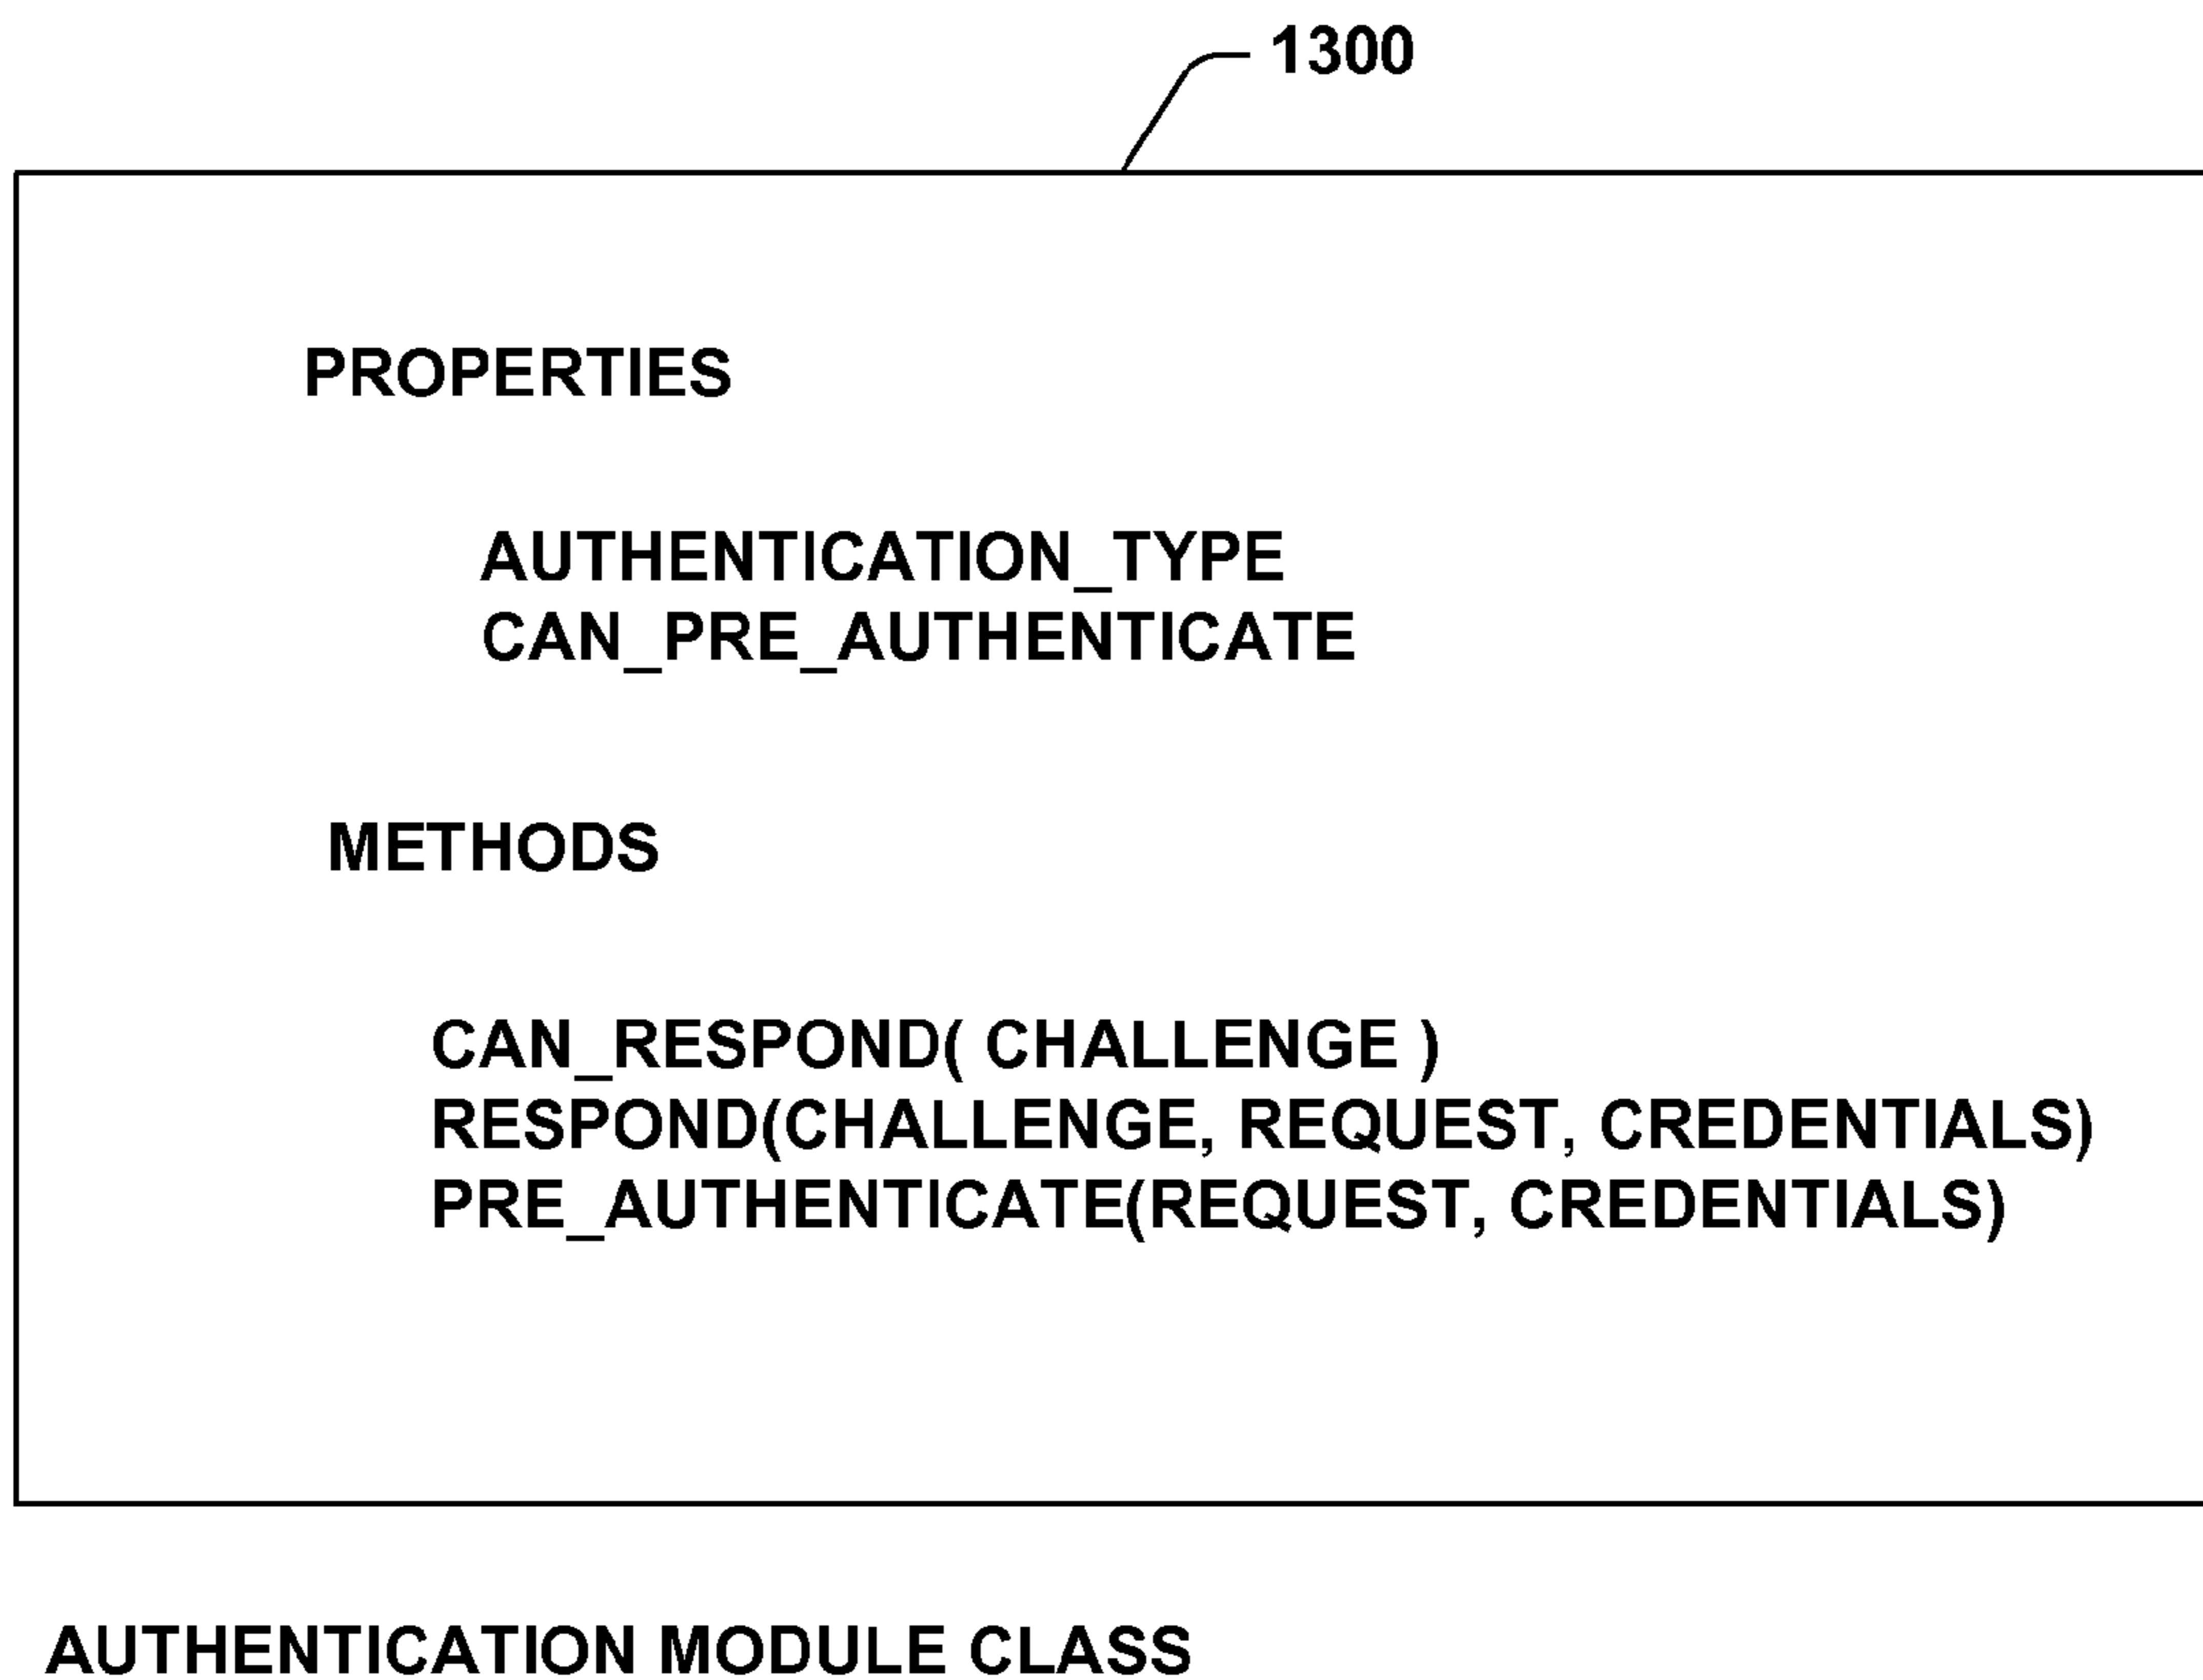 1300
PROPERTIES
AUTHENTICATION_TYPE
CAN_PRE_AUTHENTICATE
METHODS
CAN_RESPOND( CHALLENGE )
RESPOND(CHALLENGE, REQUEST, CREDENTIALS)
PRE_AUTHENTICATE(REQUEST, CREDENTIALS)
AUTHENTICATION MODULE CLASS